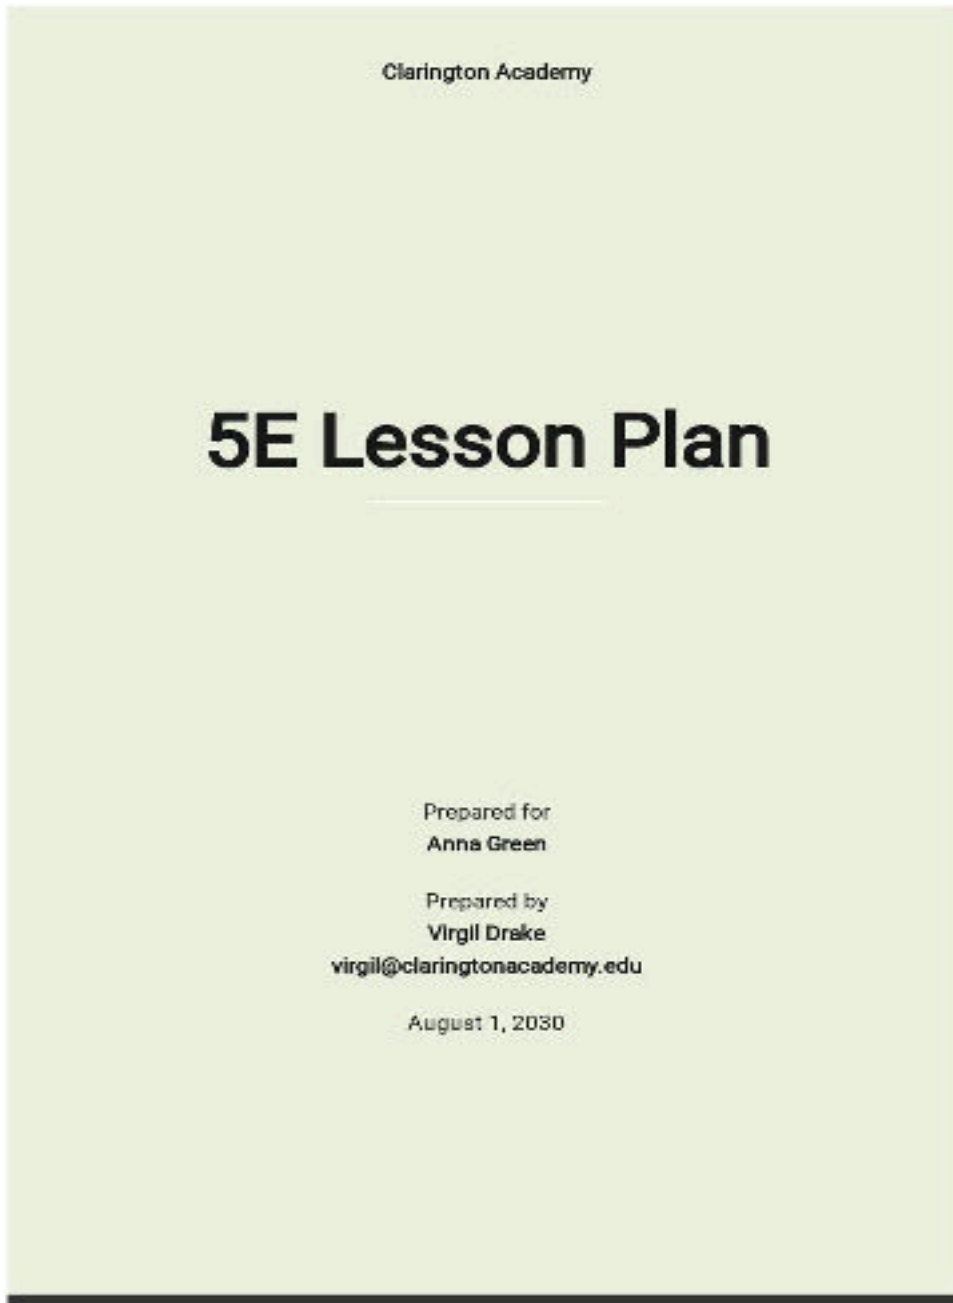 Clarington Academy
5E Lesson Plan
Prepared for
Anna Green
Prepared by
Virgil Drake
virgil@claringtonacademy.edu
August 1, 2030